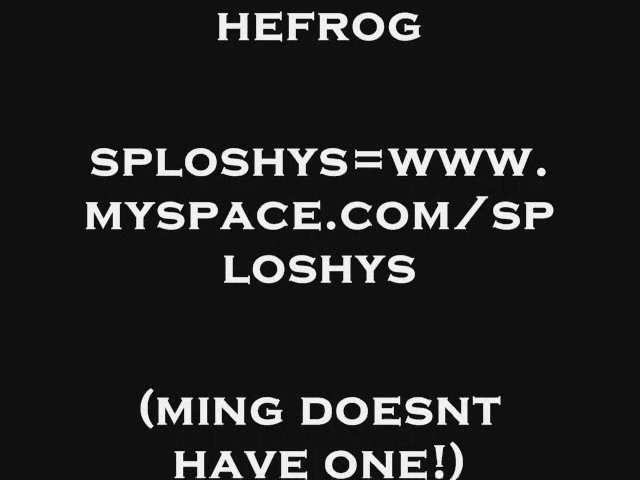 HEFROG
SPLOSHYS=WWW.
MYSPACE.COM/SP
LOSHYS
(MING DOESNT
HAVE ONE!)